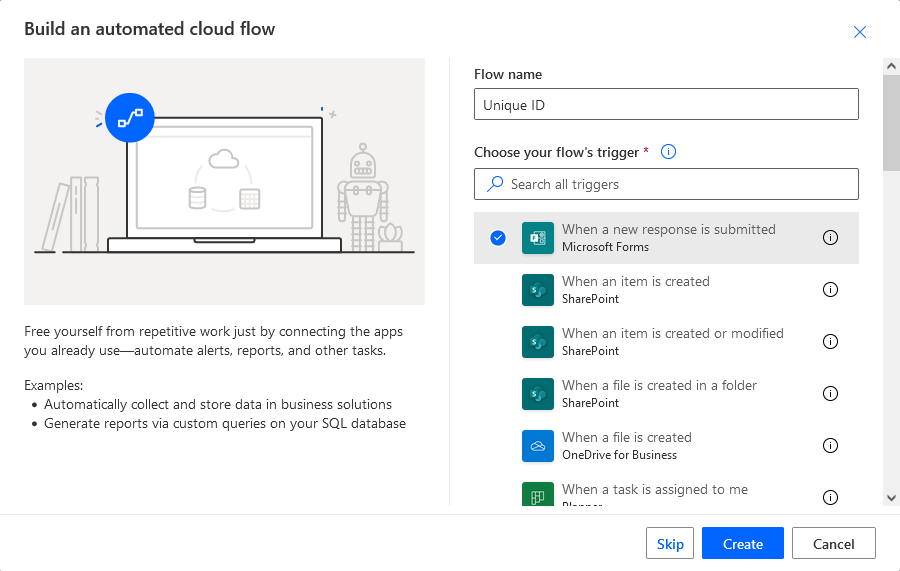 Build an automated cloud flow
Free yourself from repetitive work just by connecting the apps
you already use—automate alerts, reports, and other tasks.
Examples:
• Automatically collect and store data in business solutions
• Generate reports via custom queries on your SQL database
Flow name
Unique ID
Choose your flow's trigger *
Search all triggers
When a new response is submitted
Microsoft Forms
When an item is created
SharePoint
When an item is created or modified
SharePoint
When a file is created in a folder
SharePoint
When a file is created
OneDrive for Business
When a task is assigned to me
Planner
Skip
Create
Cancel